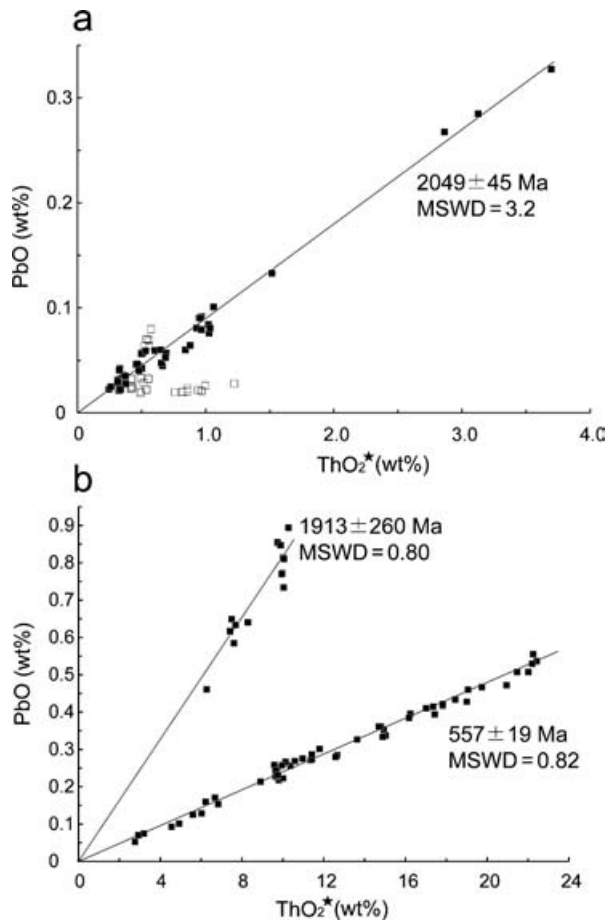 a
0.3
0.2
0.1
0
PbO (wt%)
2049±45 Ma
MSWD=3.2
1.0
2.0
3.0
4.0
ThO₂★(wt%)
b
0.9
0.8
0.7
0.6
0.5
0.4
0.3
0.2
0.1
0
PbO (wt%)
1913±260 Ma
MSWD=0.80
557±19 Ma
MSWD=0.82
0
4
8
12
16
20
24
ThO₂★(wt%)